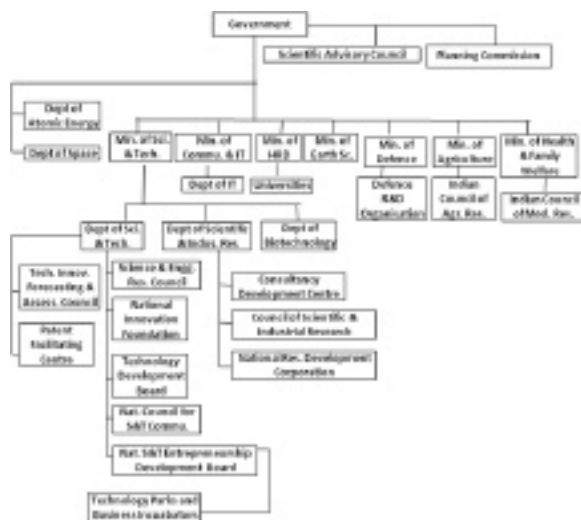 Government
Scientific Advisory Council
Planning Commission
Dept of
Atomic Energy
Dept of Space
Min. of Sci.
& Tech.
Min. of
Commu. & IT
Min. of
HRD
Min. of
Earth Sc.
Min. of
Defence
Min. of
Agriculture
Min. of Health
& Family
Welfare
Dept of IT
Universities
Defence
R&D
Organisation
Indian
Council of
Agr. Res.
Indian Council
of Med. Res.
Dept of Sci.
& Tech.
Dept of Scientific
& Indus. Res.
Dept of
Biotechnology
Tech. Innov.
Forecasting &
Assess. Council
Patent
Facilitating
Centre
Science & Engg.
Res. Council
National
Innovation
Foundation
Technology
Development
Board
Nat. Council for
S&T Commu.
Nat. S&T Entrepreneurship
Development Board
Technology Parks and
Business Incubators
Consultancy
Development Centre
Council of Scientific &
Industrial Research
National Res. Development
Corporation